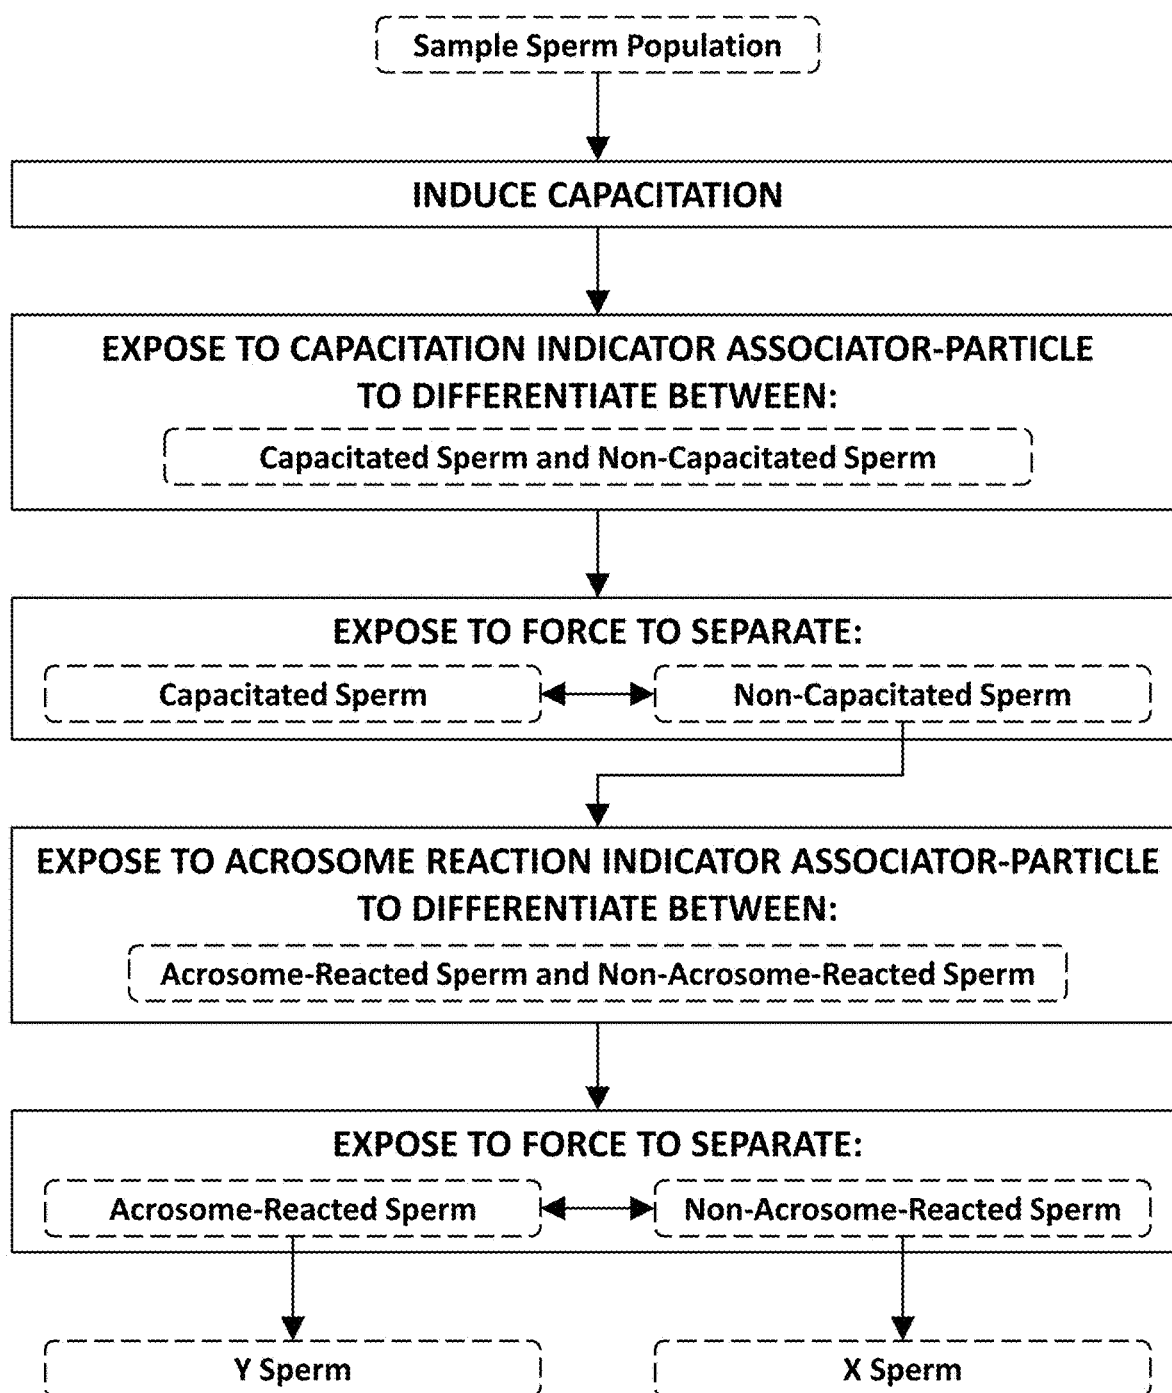 Sample Sperm Population
INDUCE CAPACITATION
EXPOSE TO CAPACITATION INDICATOR ASSOCIATOR-PARTICLE
TO DIFFERENTIATE BETWEEN:
Capacitated Sperm and Non-Capacitated Sperm
EXPOSE TO FORCE TO SEPARATE:
Capacitated Sperm
Non-Capacitated Sperm
EXPOSE TO ACROSOME REACTION INDICATOR ASSOCIATOR-PARTICLE
TO DIFFERENTIATE BETWEEN:
Acrosome-Reacted Sperm and Non-Acrosome-Reacted Sperm
EXPOSE TO FORCE TO SEPARATE:
Acrosome-Reacted Sperm
Non-Acrosome-Reacted Sperm
Y Sperm
X Sperm